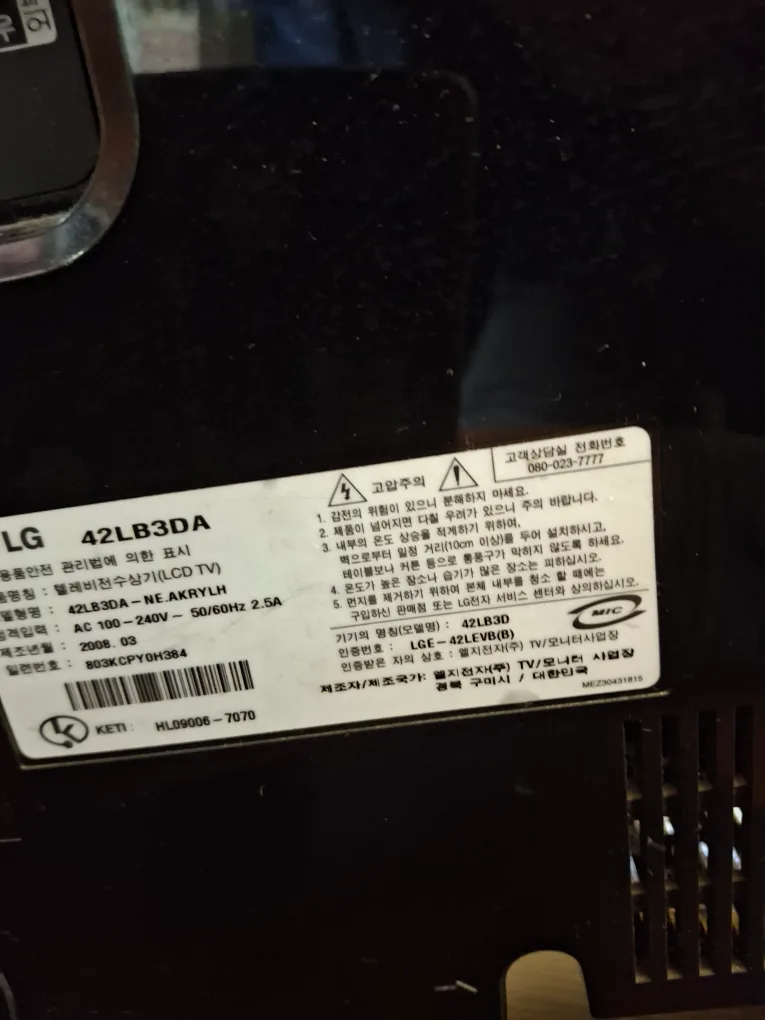 LG 42LB3DA
용품안전 관리법에 의한 표시
품명칭 : 텔레비전수상기(LCD TV)
델형명 : 42LB3DA-NE.AKRYLH
격입력 : AC 100-240V ~ 50/60Hz 2.5A
제조년월 : 2008. 03
일련번호 : 803KCPY0H384
KETI : HL09006-7070
고압주의
고객상담실 전화번호
080-023-7777
1. 감전의 위험이 있으니 분해하지 마세요.
2. 제품이 넘어지면 다칠 우려가 있으니 주의 바랍니다.
3. 내부의 온도 상승을 적게하기 위하여,
벽으로부터 일정 거리(10cm 이상)를 두어 설치하시고,
테이블보나 커튼 등으로 통풍구가 막히지 않도록 하세요.
4. 온도가 높은 장소나 습기가 많은 장소는 피하십시오.
5. 먼지를 제거하기 위하여 본체 내부를 청소 할 때에는
구입하신 판매점 또는 LG전자 서비스 센터와 상의하십시오.
기기의 명칭(모델명) : 42LB3D
인증번호 : LGE-42LEVB(B)
인증받은 자의 상호 : 엘지전자(주) TV/모니터사업장
MIC
제조자/제조국가: 엘지전자(주) TV/모니터 사업장
경북 구미시 / 대한민국
MEZ30431815